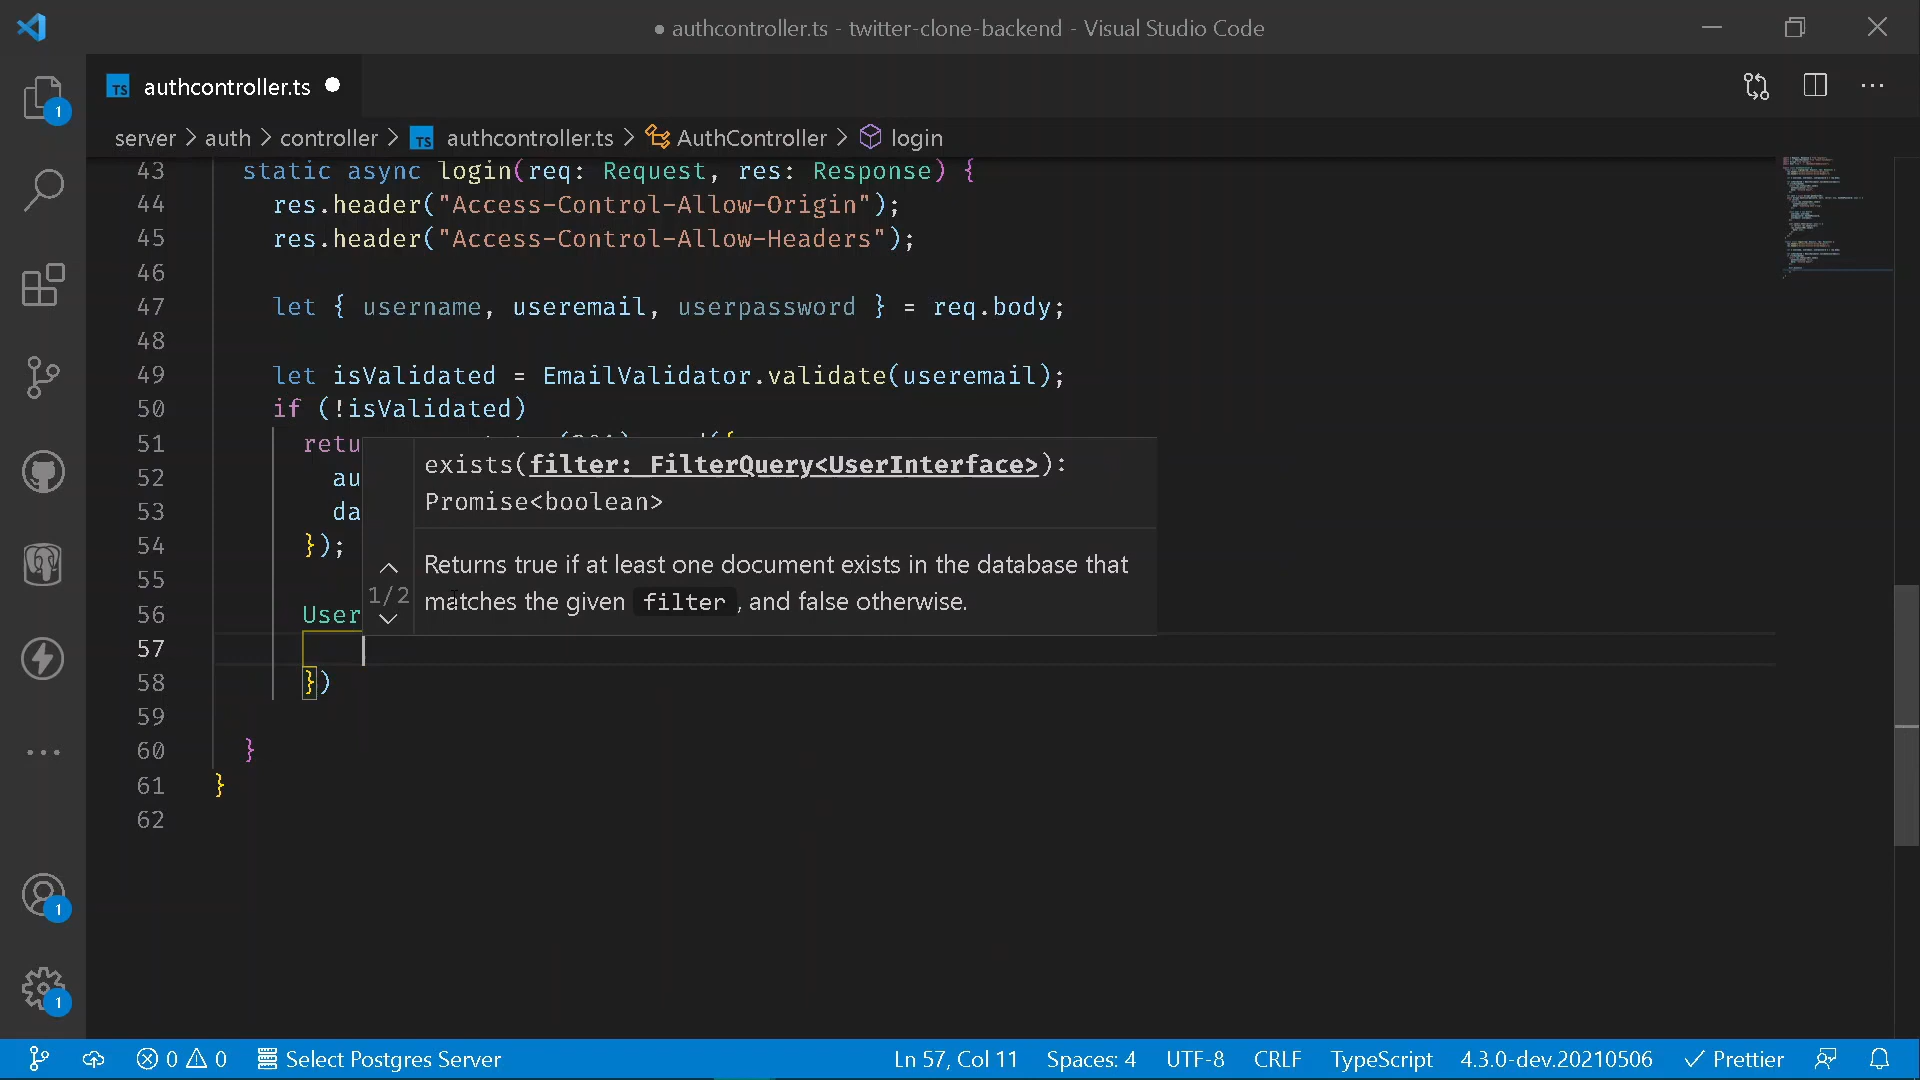 ● authcontroller.ts - twitter-clone-backend - Visual Studio Code
TS authcontroller.ts
server > auth > controller > TS authcontroller.ts > AuthController > login
43 static async login(req: Request, res: Response) {
44 res.header("Access-Control-Allow-Origin");
45 res.header("Access-Control-Allow-Headers");
46
47 let { username, useremail, userpassword } = req.body;
48
49 let isValidated = EmailValidator.validate(useremail);
50 if (!isValidated)
51 retu
52 au
53 da
54 });
55
56 User
57
58 })
59
60 }
61 }
62
exists(filter: FilterQuery<UserInterface>):
Promise<boolean>
Returns true if at least one document exists in the database that
1/2 matches the given filter , and false otherwise.
1
1
1
0 0 Select Postgres Server Ln 57, Col 11 Spaces: 4 UTF-8 CRLF TypeScript 4.3.0-dev.20210506 Prettier